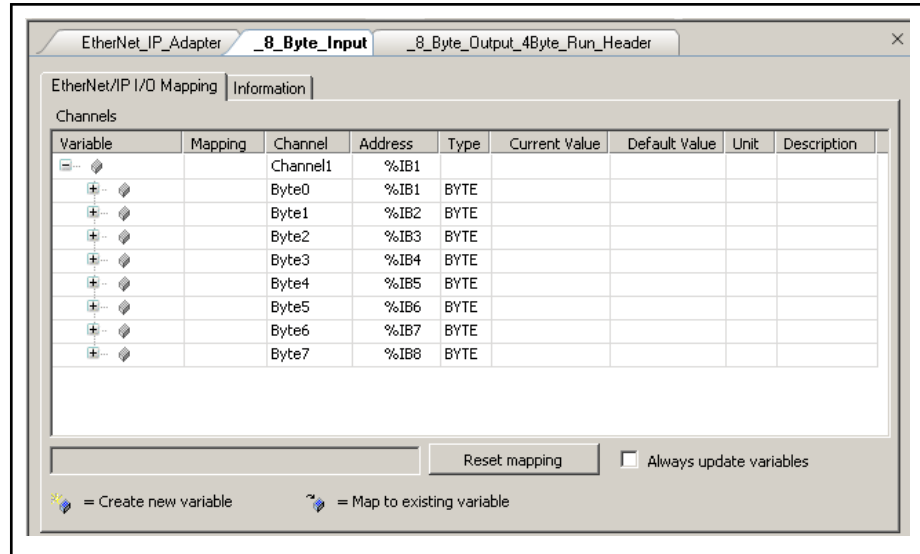 EtherNet_IP_Adapter _8_Byte_Input _8_Byte_Output_4Byte_Run_Header
EtherNet/IP I/O Mapping Information
Channels
Variable Mapping Channel Address Type Current Value Default Value Unit Description
Channel1 %IB1
Byte0 %IB1 BYTE
Byte1 %IB2 BYTE
Byte2 %IB3 BYTE
Byte3 %IB4 BYTE
Byte4 %IB5 BYTE
Byte5 %IB6 BYTE
Byte6 %IB7 BYTE
Byte7 %IB8 BYTE
Reset mapping Always update variables
= Create new variable = Map to existing variable